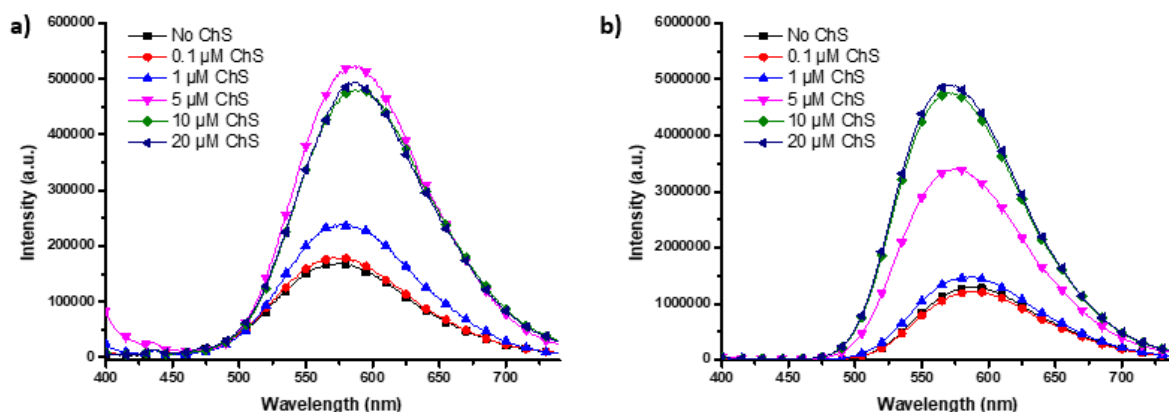 a)
No ChS
0.1 µM ChS
1 µM ChS
5 µM ChS
10 µM ChS
20 µM ChS
600000
500000
400000
300000
200000
100000
0
Intensity (a.u.)
400 450 500 550 600 650 700
Wavelength (nm)
b)
No ChS
0.1 µM ChS
1 µM ChS
5 µM ChS
10 µM ChS
20 µM ChS
6000000
5000000
4000000
3000000
2000000
1000000
0
Intensity (a.u.)
400 450 500 550 600 650 700
Wavelength (nm)